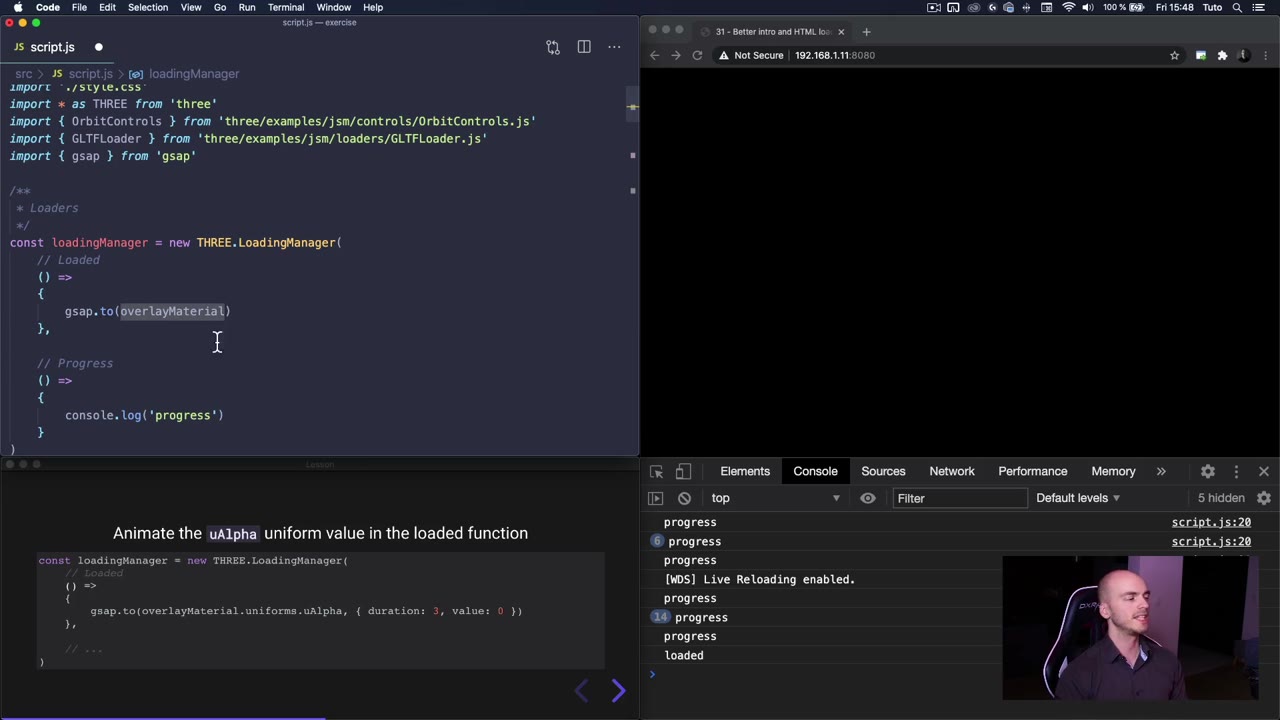 Code File Edit Selection View Go Run Terminal Window Help
100 % Fri 15:48 Tuto
script.js — exercise
JS script.js
src > JS script.js > loadingManager
import './style.css'
import * as THREE from 'three'
import { OrbitControls } from 'three/examples/jsm/controls/OrbitControls.js'
import { GLTFLoader } from 'three/examples/jsm/loaders/GLTFLoader.js'
import { gsap } from 'gsap'
/**
* Loaders
*/
const loadingManager = new THREE.LoadingManager(
// Loaded
() =>
{
gsap.to(overlayMaterial)
},
// Progress
() =>
{
console.log('progress')
}
)
31 - Better intro and HTML loa
Not Secure 192.168.1.11:8080
Lesson
Animate the uAlpha uniform value in the loaded function
const loadingManager = new THREE.LoadingManager(
// Loaded
() =>
{
gsap.to(overlayMaterial.uniforms.uAlpha, { duration: 3, value: 0 })
},
// ...
)
Elements Console Sources Network Performance Memory »
top Filter Default levels 5 hidden
progress script.js:20
6 progress script.js:20
progress
[WDS] Live Reloading enabled.
progress
14 progress
progress
loaded